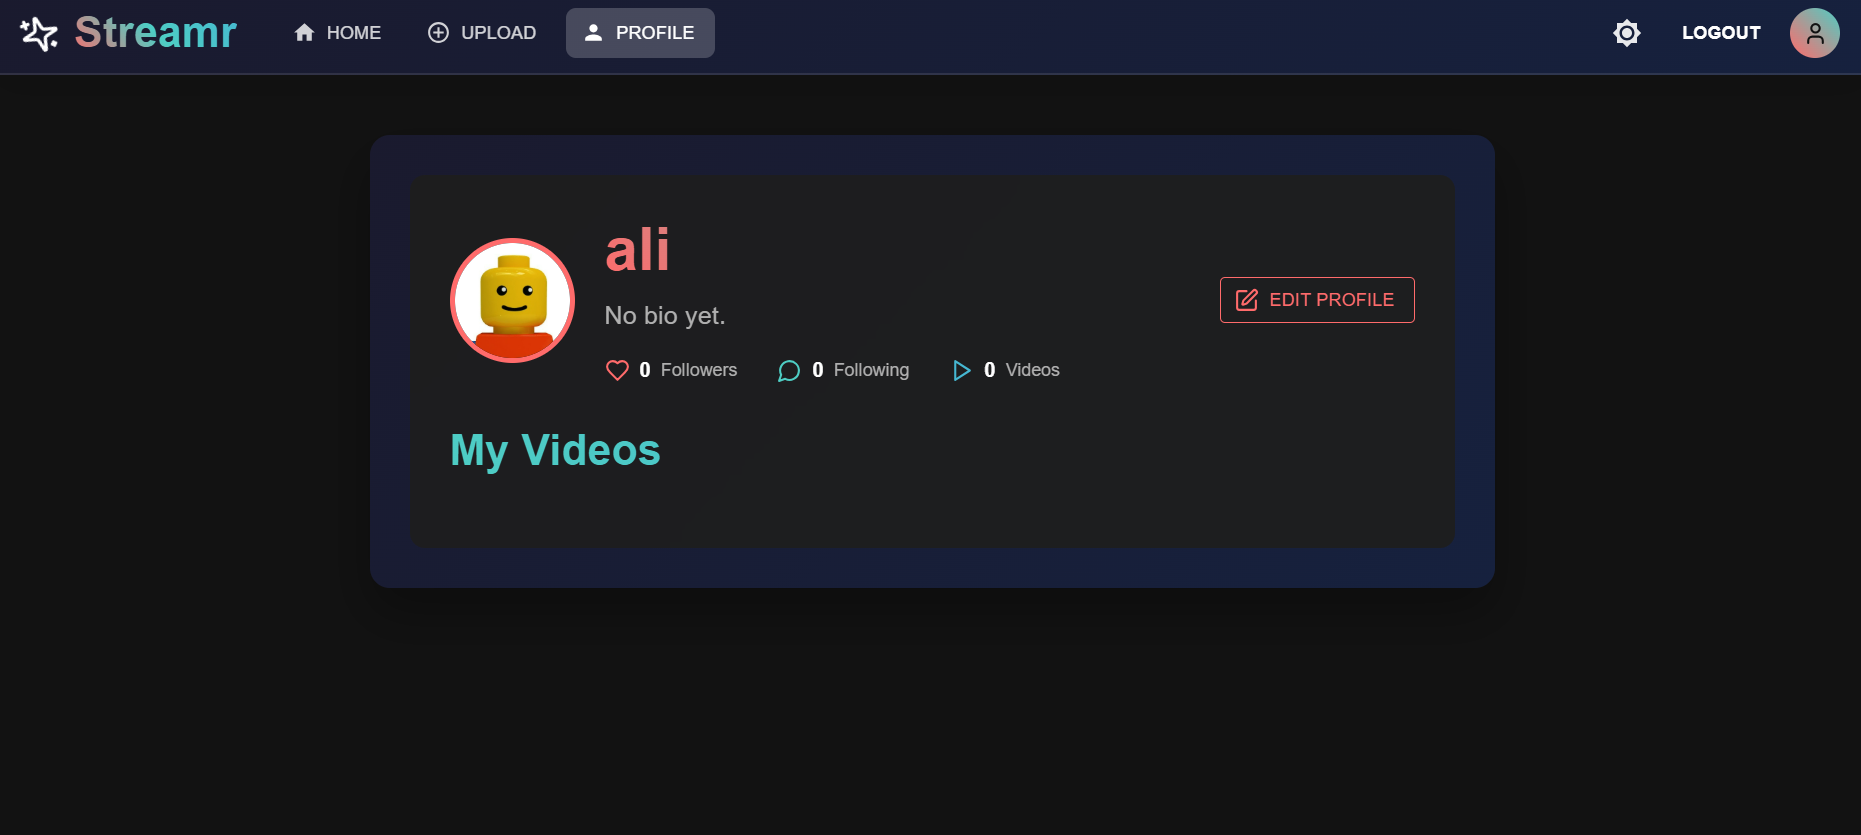 Streamr HOME UPLOAD PROFILE LOGOUT
ali
No bio yet.
EDIT PROFILE
0 Followers 0 Following 0 Videos
My Videos